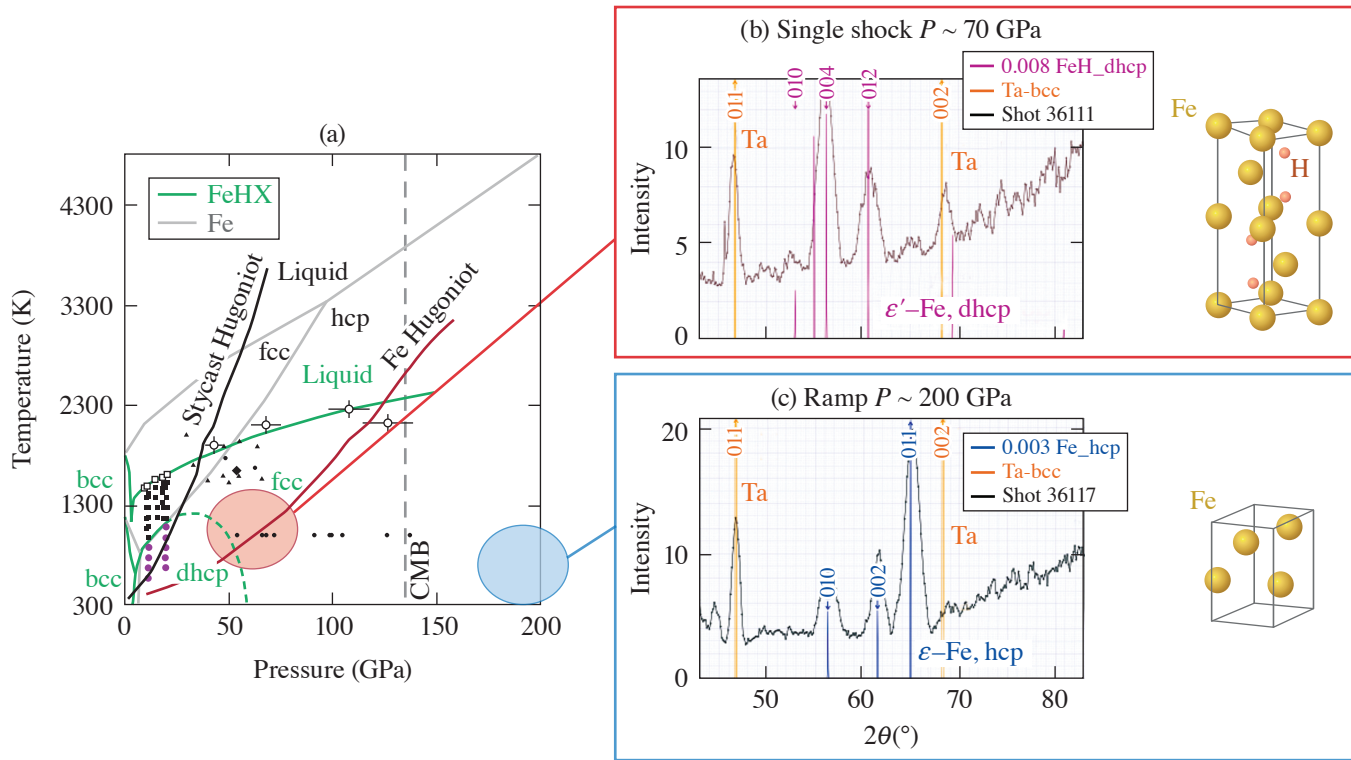 (a)
FeHX
Fe
Temperature (K)
4300
3300
2300
1300
300
Stycast Hugoniot
Liquid
hcp
fcc
Fe Hugoniot
Liquid
bcc
fcc
bcc
dhcp
CMB
0
50
100
150
200
Pressure (GPa)
(b) Single shock P ~ 70 GPa
0.008 FeH_dhcp
Ta-bcc
Shot 36111
011
010
004
012
002
Ta
Ta
Intensity
10
5
0
ε′–Fe, dhcp
Fe
H
(c) Ramp P ~ 200 GPa
0.003 Fe_hcp
Ta-bcc
Shot 36117
011
010
002
011
002
Ta
Ta
Intensity
20
10
0
ε–Fe, hcp
50
60
70
80
2θ(°)
Fe